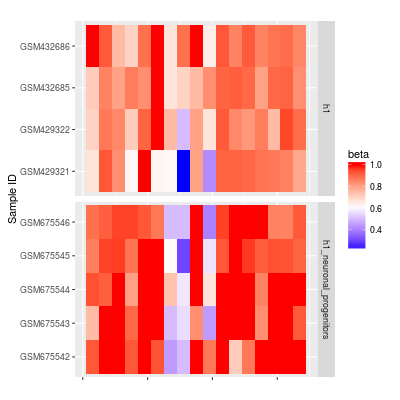 GSM432686
GSM432685
GSM429322
GSM429321
h1
GSM675546
GSM675545
GSM675544
GSM675543
GSM675542
h1_neuronal_progenitors
Sample ID
beta
1.0
0.8
0.6
0.4